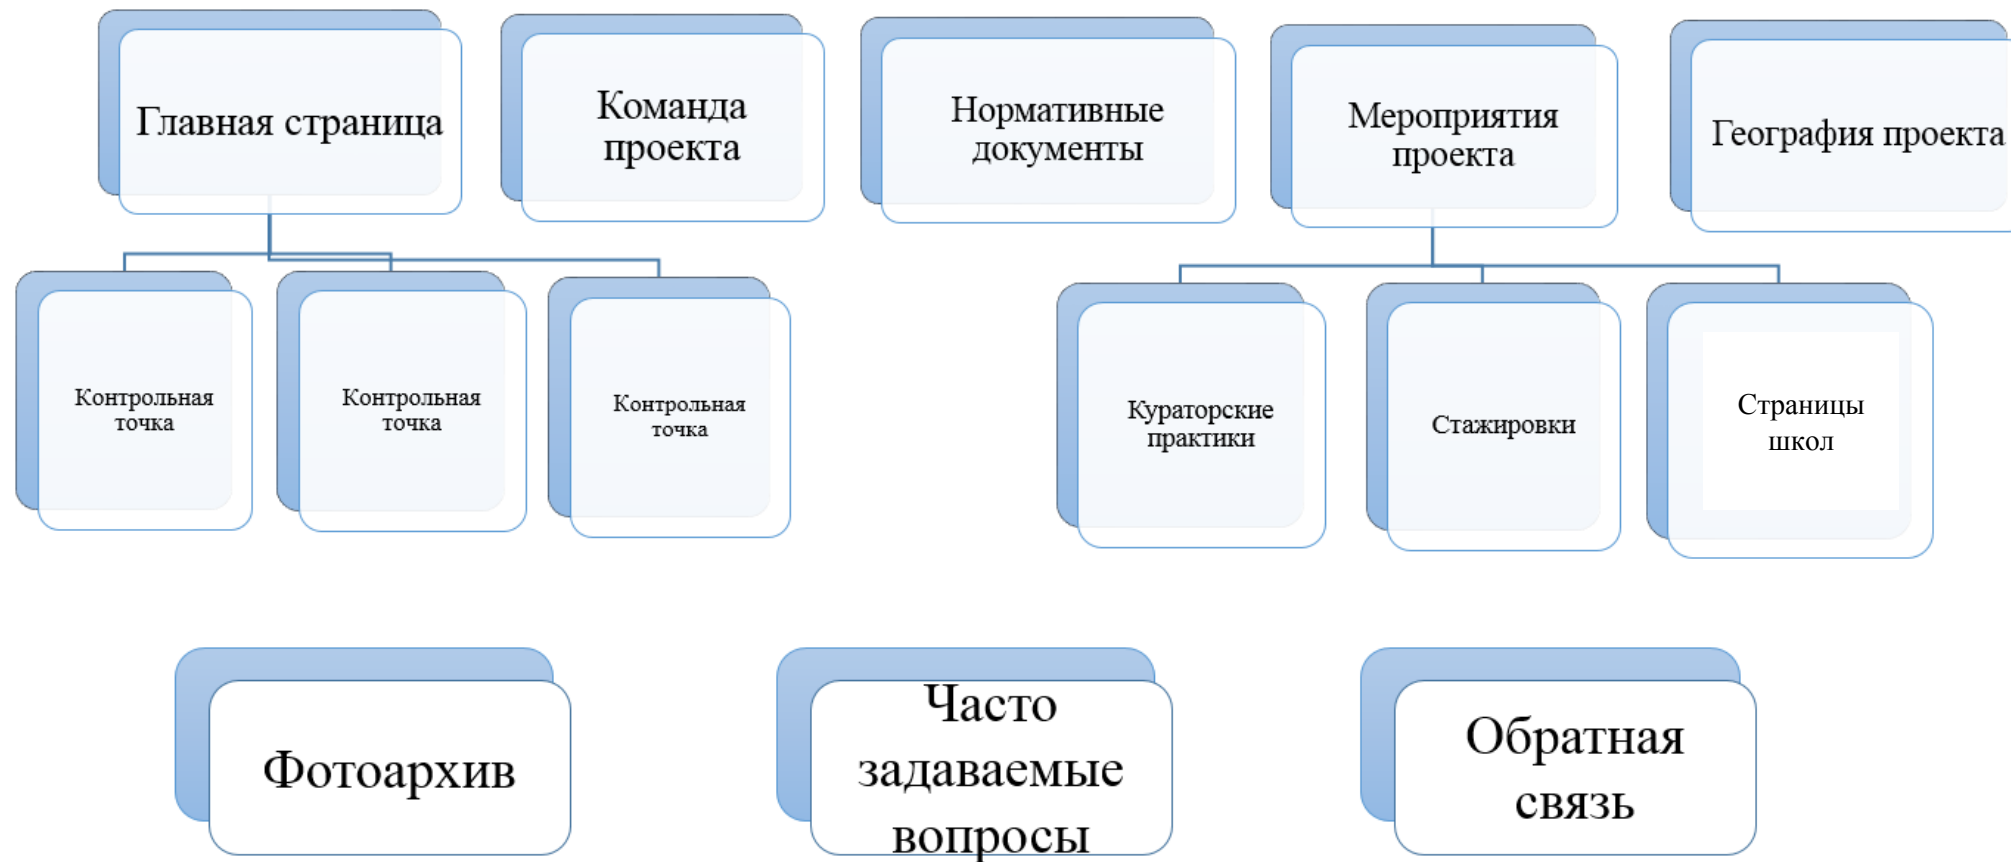 Главная страница
Команда
проекта
Нормативные
документы
Мероприятия
проекта
География проекта
Контрольная
точка
Контрольная
точка
Контрольная
точка
Кураторские
практики
Стажировки
Страницы
школ
Фотоархив
Часто
задаваемые
вопросы
Обратная
связь